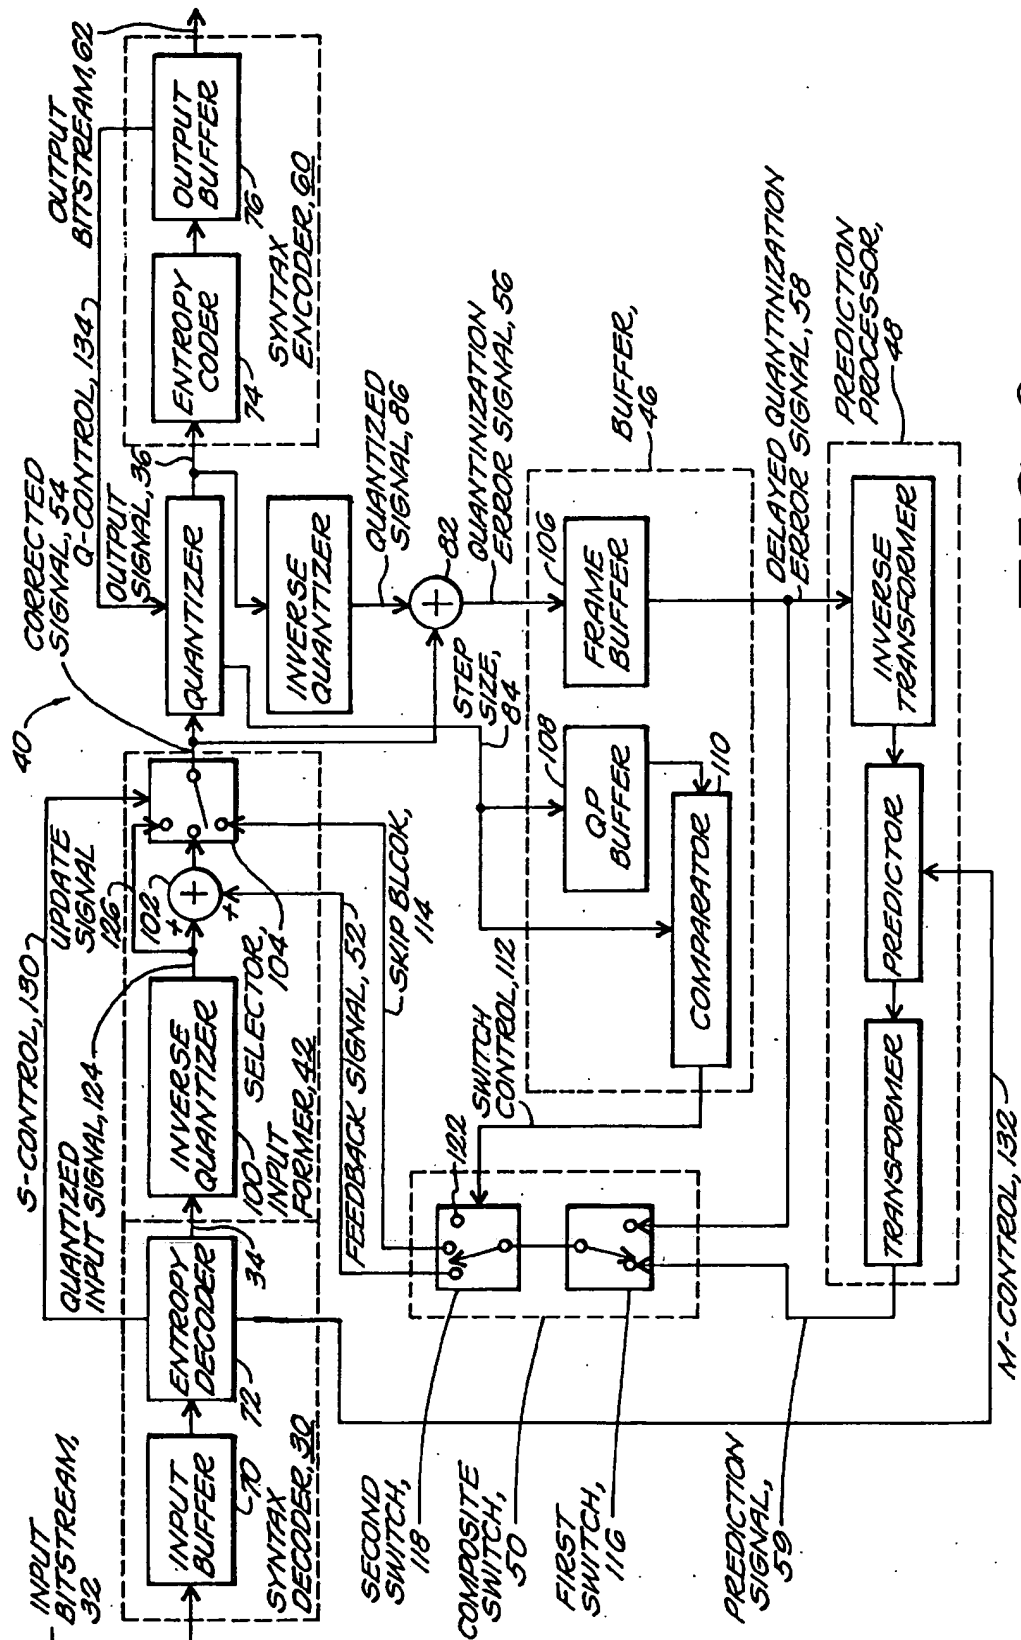 INPUT
BITSTREAM,
32
S-CONTROL, 130
QUANTIZED
INPUT SIGNAL, 124
UPDATE
SIGNAL
126
102
40
CORRECTED
SIGNAL, 54
Q-CONTROL, 134
OUTPUT
SIGNAL, 36
OUTPUT
BITSTREAM, 62
INPUT
BUFFER
70
SYNTAX
DECODER, 30
ENTROPY
DECODER
72
34
INVERSE
QUANTIZER
100
INPUT
FORMER, 42
+
+
+
SELECTOR,
104
QUANTIZER
ENTROPY
CODER
74
OUTPUT
BUFFER
76
SYNTAX
ENCODER, 60
INVERSE
QUANTIZER
QUANTIZED
SIGNAL, 86
+
82
FEEDBACK SIGNAL, 52
SKIP BLCOK,
114
STEP
SIZE,
84
QUANTINIZATION
ERROR SIGNAL, 56
SECOND
SWITCH,
118
COMPOSITE
SWITCH,
50
FIRST
SWITCH,
116
122
SWITCH
CONTROL, 112
QP
BUFFER
108
COMPARATOR
110
FRAME
BUFFER
106
BUFFER,
46
DELAYED QUANTINIZATION
ERROR SIGNAL, 58
PREDICTION
SIGNAL,
59
TRANSFORMER
PREDICTOR
INVERSE
TRANSFORMER
PREDICTION
PROCESSOR,
48
M-CONTROL, 132